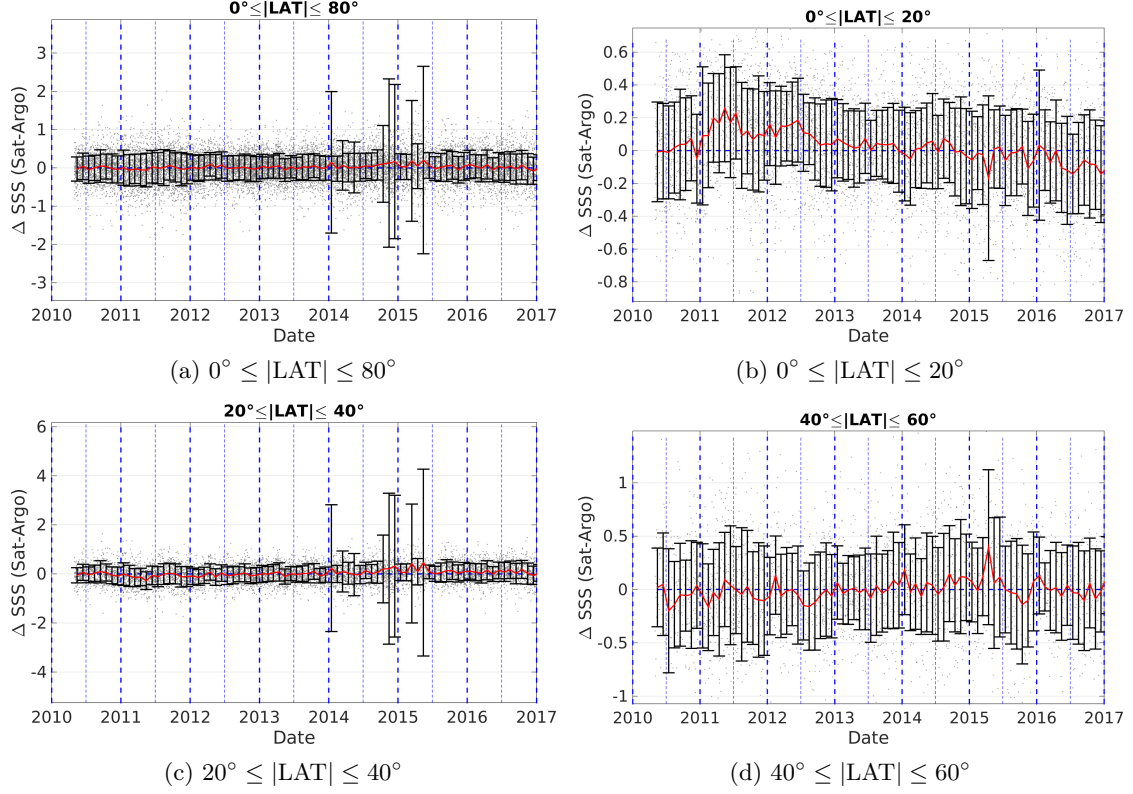 0°≤|LAT|≤ 80°
Δ SSS (Sat-Argo)
3
2
1
0
-1
-2
-3
2010 2011 2012 2013 2014 2015 2016 2017
Date
(a) 0° ≤ |LAT| ≤ 80°
0°≤|LAT|≤ 20°
Δ SSS (Sat-Argo)
0.6
0.4
0.2
0
-0.2
-0.4
-0.6
-0.8
2010 2011 2012 2013 2014 2015 2016 2017
Date
(b) 0° ≤ |LAT| ≤ 20°
20°≤|LAT|≤ 40°
Δ SSS (Sat-Argo)
6
4
2
0
-2
-4
2010 2011 2012 2013 2014 2015 2016 2017
Date
(c) 20° ≤ |LAT| ≤ 40°
40°≤|LAT|≤ 60°
Δ SSS (Sat-Argo)
1
0.5
0
-0.5
-1
2010 2011 2012 2013 2014 2015 2016 2017
Date
(d) 40° ≤ |LAT| ≤ 60°